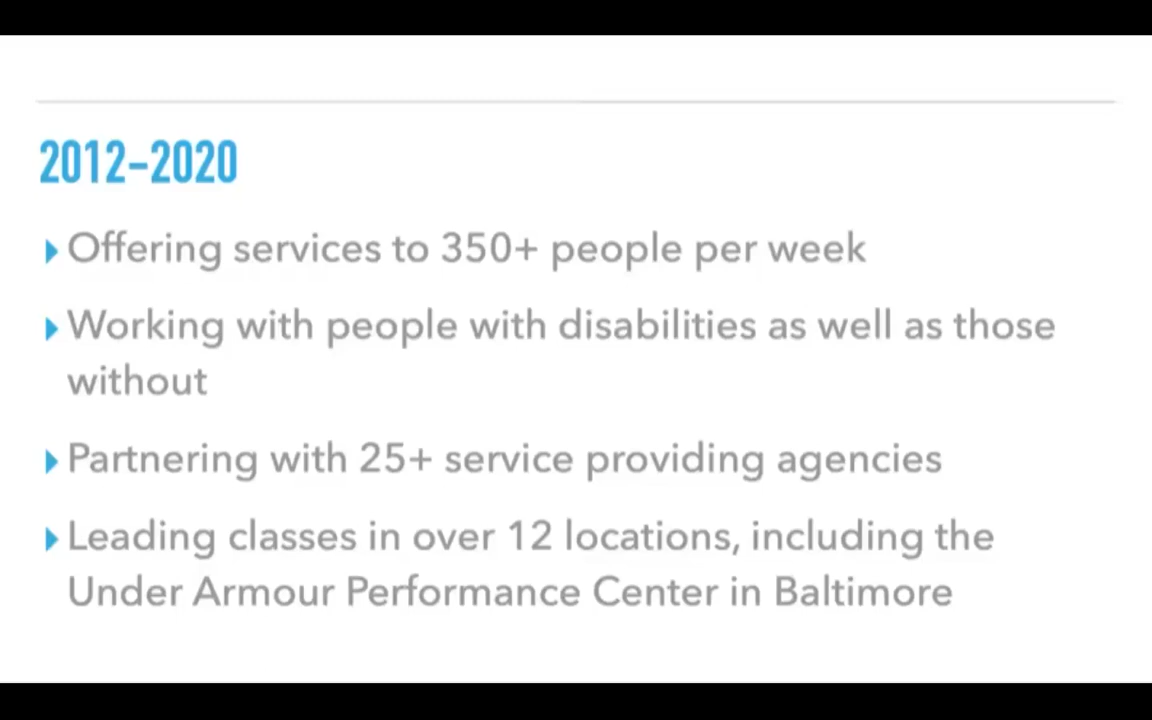 2012–2020
Offering services to 350+ people per week
Working with people with disabilities as well as those
without
Partnering with 25+ service providing agencies
Leading classes in over 12 locations, including the
Under Armour Performance Center in Baltimore